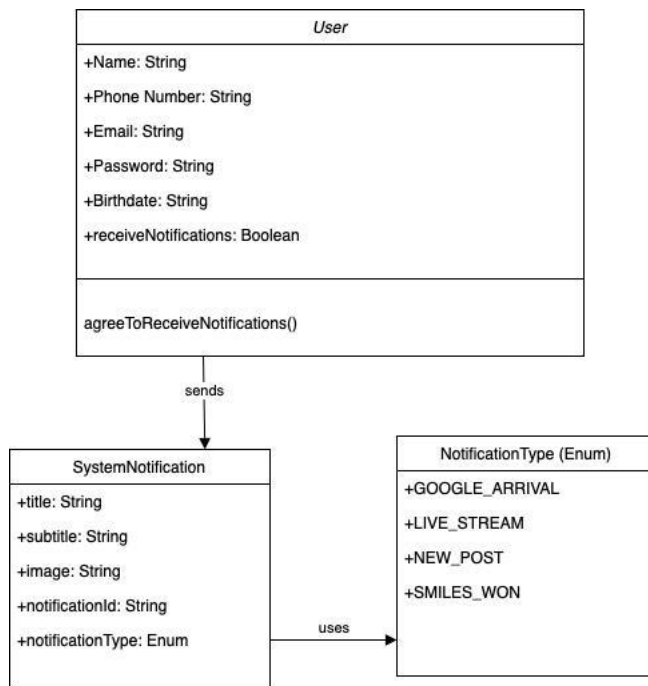 User
+Name: String
+Phone Number: String
+Email: String
+Password: String
+Birthdate: String
+receiveNotifications: Boolean
agreeToReceiveNotifications()
sends
SystemNotification
+title: String
+subtitle: String
+image: String
+notificationId: String
+notificationType: Enum
uses
NotificationType (Enum)
+GOOGLE_ARRIVAL
+LIVE_STREAM
+NEW_POST
+SMILES_WON